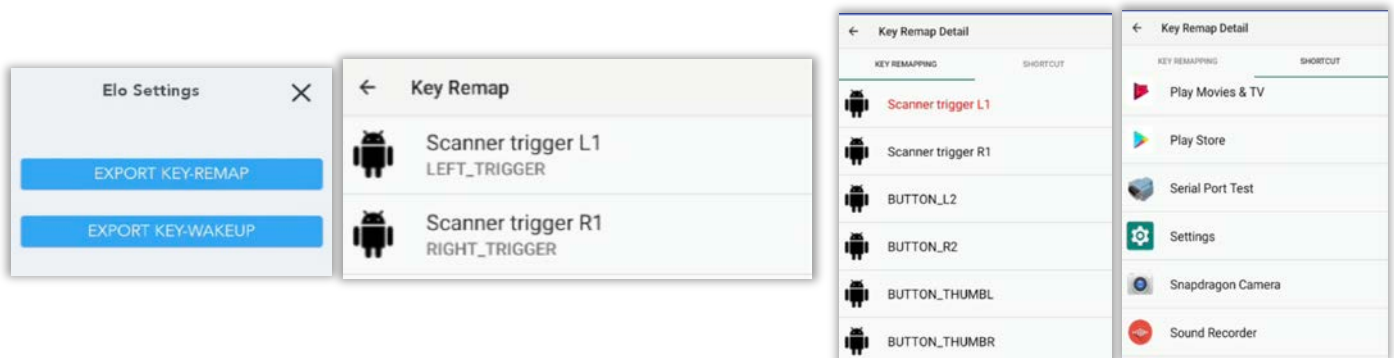 Elo Settings
EXPORT KEY-REMAP
EXPORT KEY-WAKEUP
Key Remap
Scanner trigger L1
LEFT_TRIGGER
Scanner trigger R1
RIGHT_TRIGGER
Key Remap Detail
KEY REMAPPING SHORTCUT
Scanner trigger L1
Scanner trigger R1
BUTTON_L2
BUTTON_R2
BUTTON_THUMBL
BUTTON_THUMBR
Key Remap Detail
KEY REMAPPING SHORTCUT
Play Movies & TV
Play Store
Serial Port Test
Settings
Snapdragon Camera
Sound Recorder